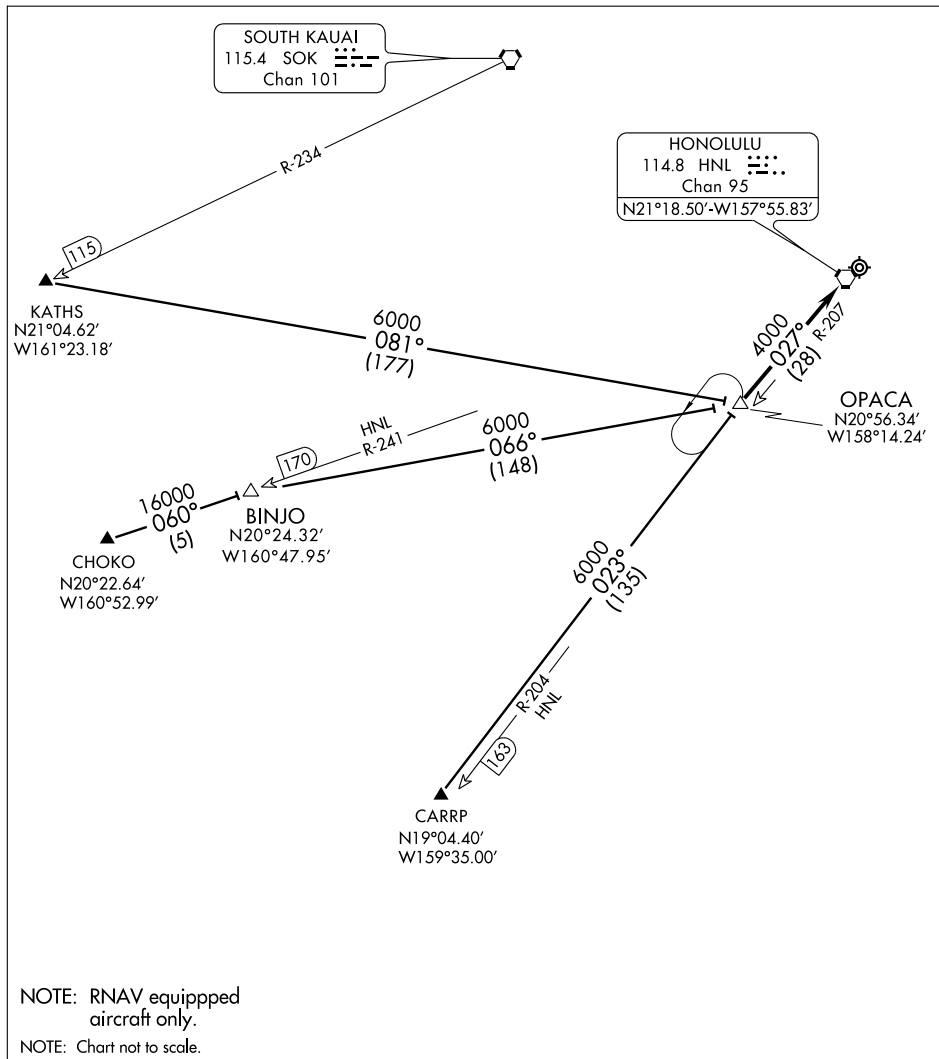 SOUTH KAUAI
115.4 SOK
Chan 101
R-234
HONOLULU
114.8 HNL
Chan 95
N21°18.50′-W157°55.83′
115
KATHS
N21°04.62′
W161°23.18′
6000
081°
(177)
4000
027°
(28)
R-207
OPACA
N20°56.34′
W158°14.24′
HNL
R-241
170
6000
066°
(148)
16000
060°
(5)
BINJO
N20°24.32′
W160°47.95′
CHOKO
N20°22.64′
W160°52.99′
6000
023°
(135)
R-204
HNL
163
CARRP
N19°04.40′
W159°35.00′
NOTE: RNAV equippped
aircraft only.
NOTE: Chart not to scale.